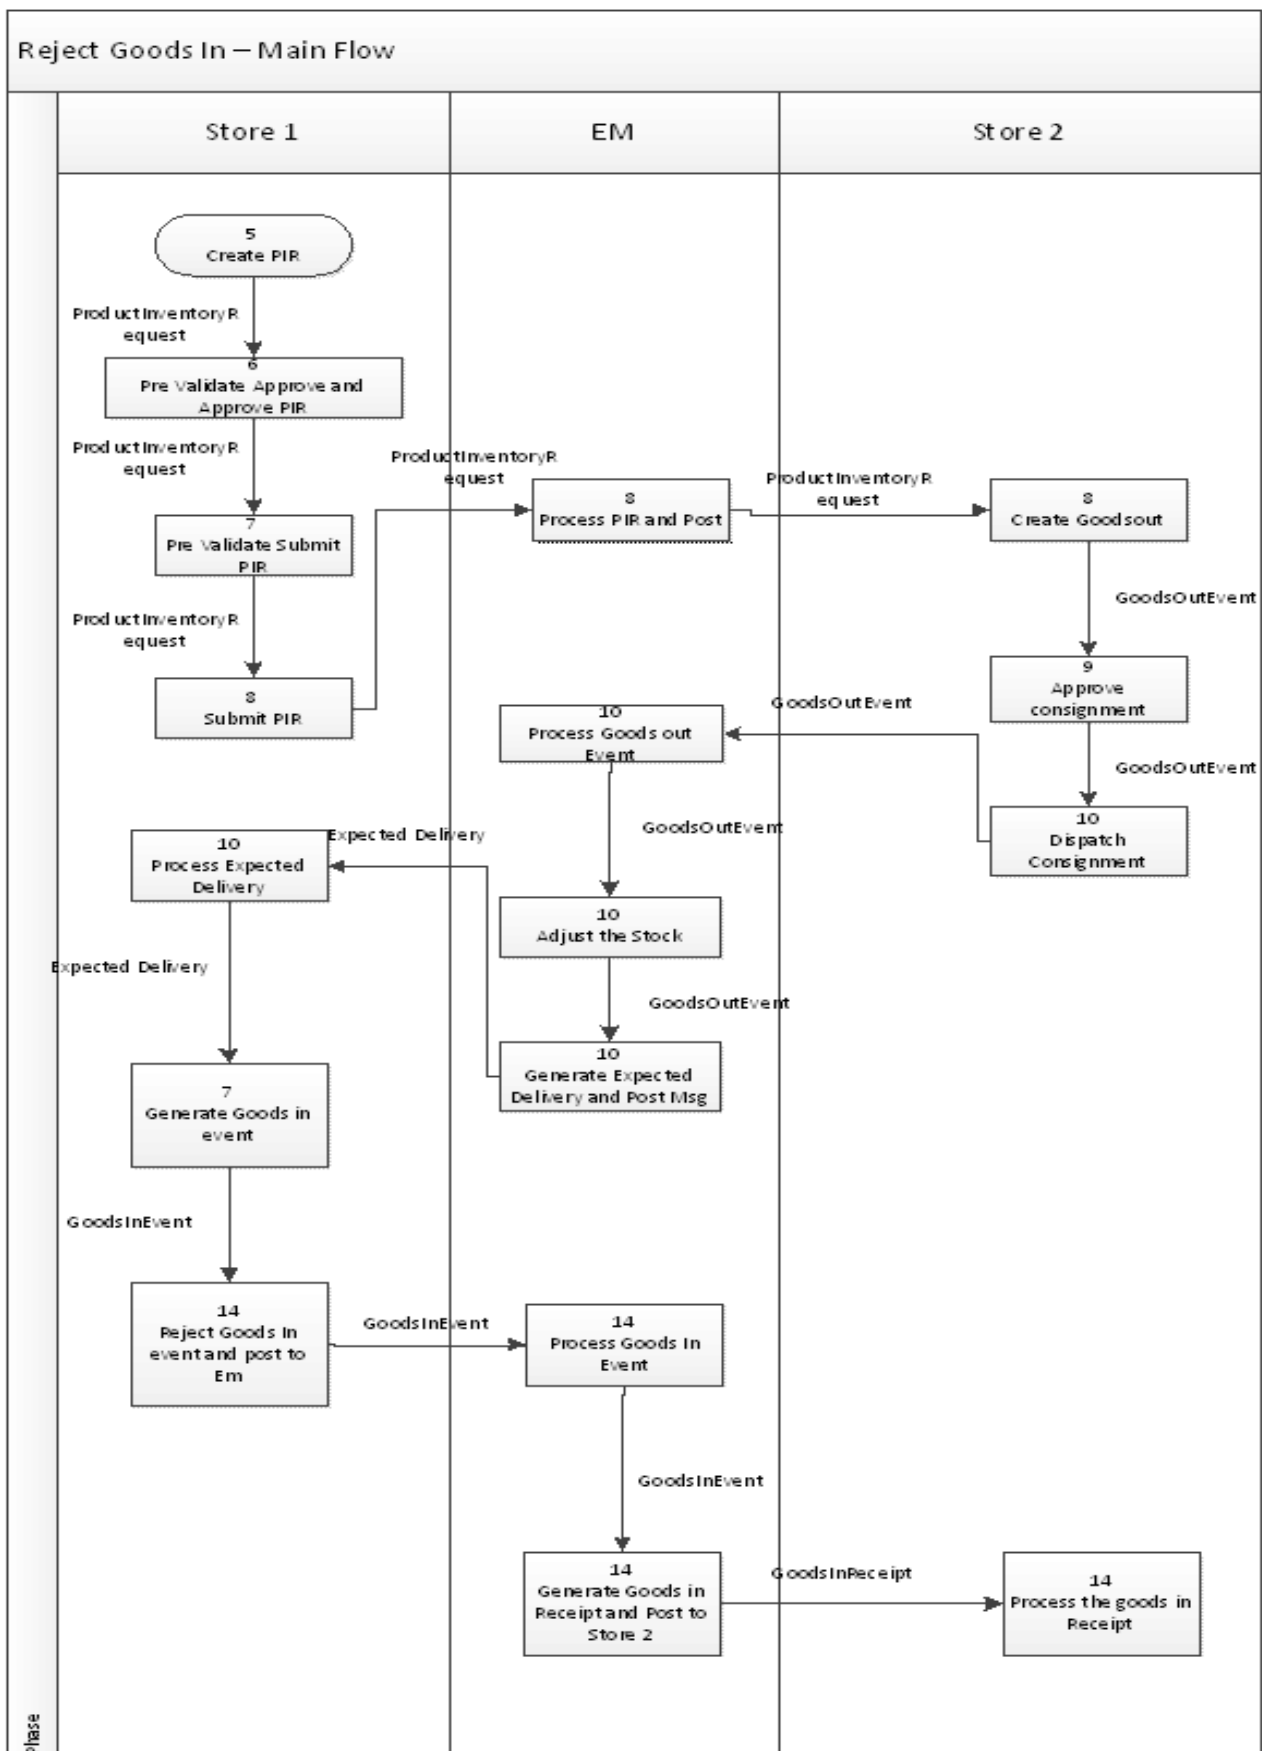 Reject Goods In – Main Flow
Store 1
EM
Store 2
5
Create PIR
ProductInventoryR
equest
6
Pre Validate Approve and
Approve PIR
ProductInventoryR
equest
7
Pre Validate Submit
PIR
ProductInventoryR
equest
8
Submit PIR
ProductInventoryR
equest
8
Process PIR and Post
ProductInventoryR
equest
8
Create Goodsout
GoodsOutEvent
9
Approve
consignment
GoodsOutEvent
10
Dispatch
Consignment
GoodsOutEvent
10
Process Goods out
Event
GoodsOutEvent
10
Adjust the Stock
GoodsOutEvent
10
Generate Expected
Delivery and Post Msg
Expected Delivery
10
Process Expected
Delivery
Expected Delivery
7
Generate Goods in
event
GoodsInEvent
14
Reject Goods In
event and post to
Em
GoodsInEvent
14
Process Goods In
Event
GoodsInEvent
14
Generate Goods in
Receipt and Post to
Store 2
GoodsInReceipt
14
Process the goods in
Receipt
Phase